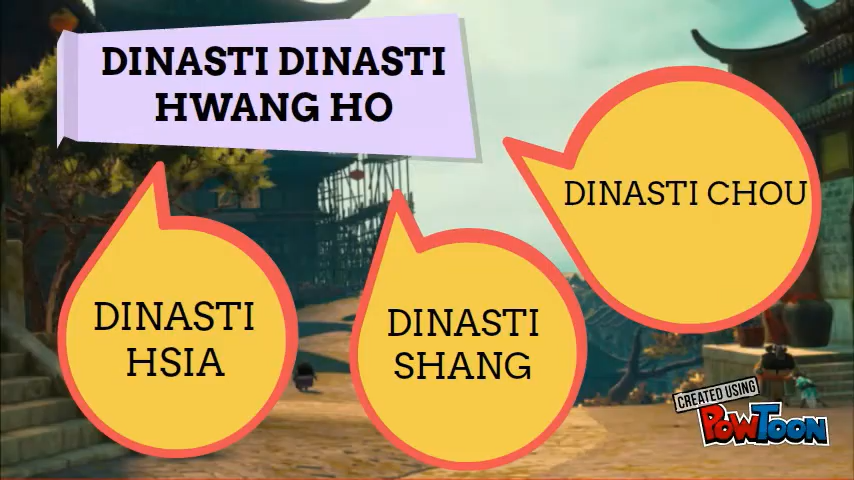 DINASTI DINASTI
HWANG HO
DINASTI CHOU
DINASTI
HSIA
DINASTI
SHANG
CREATED USING
POWTOON